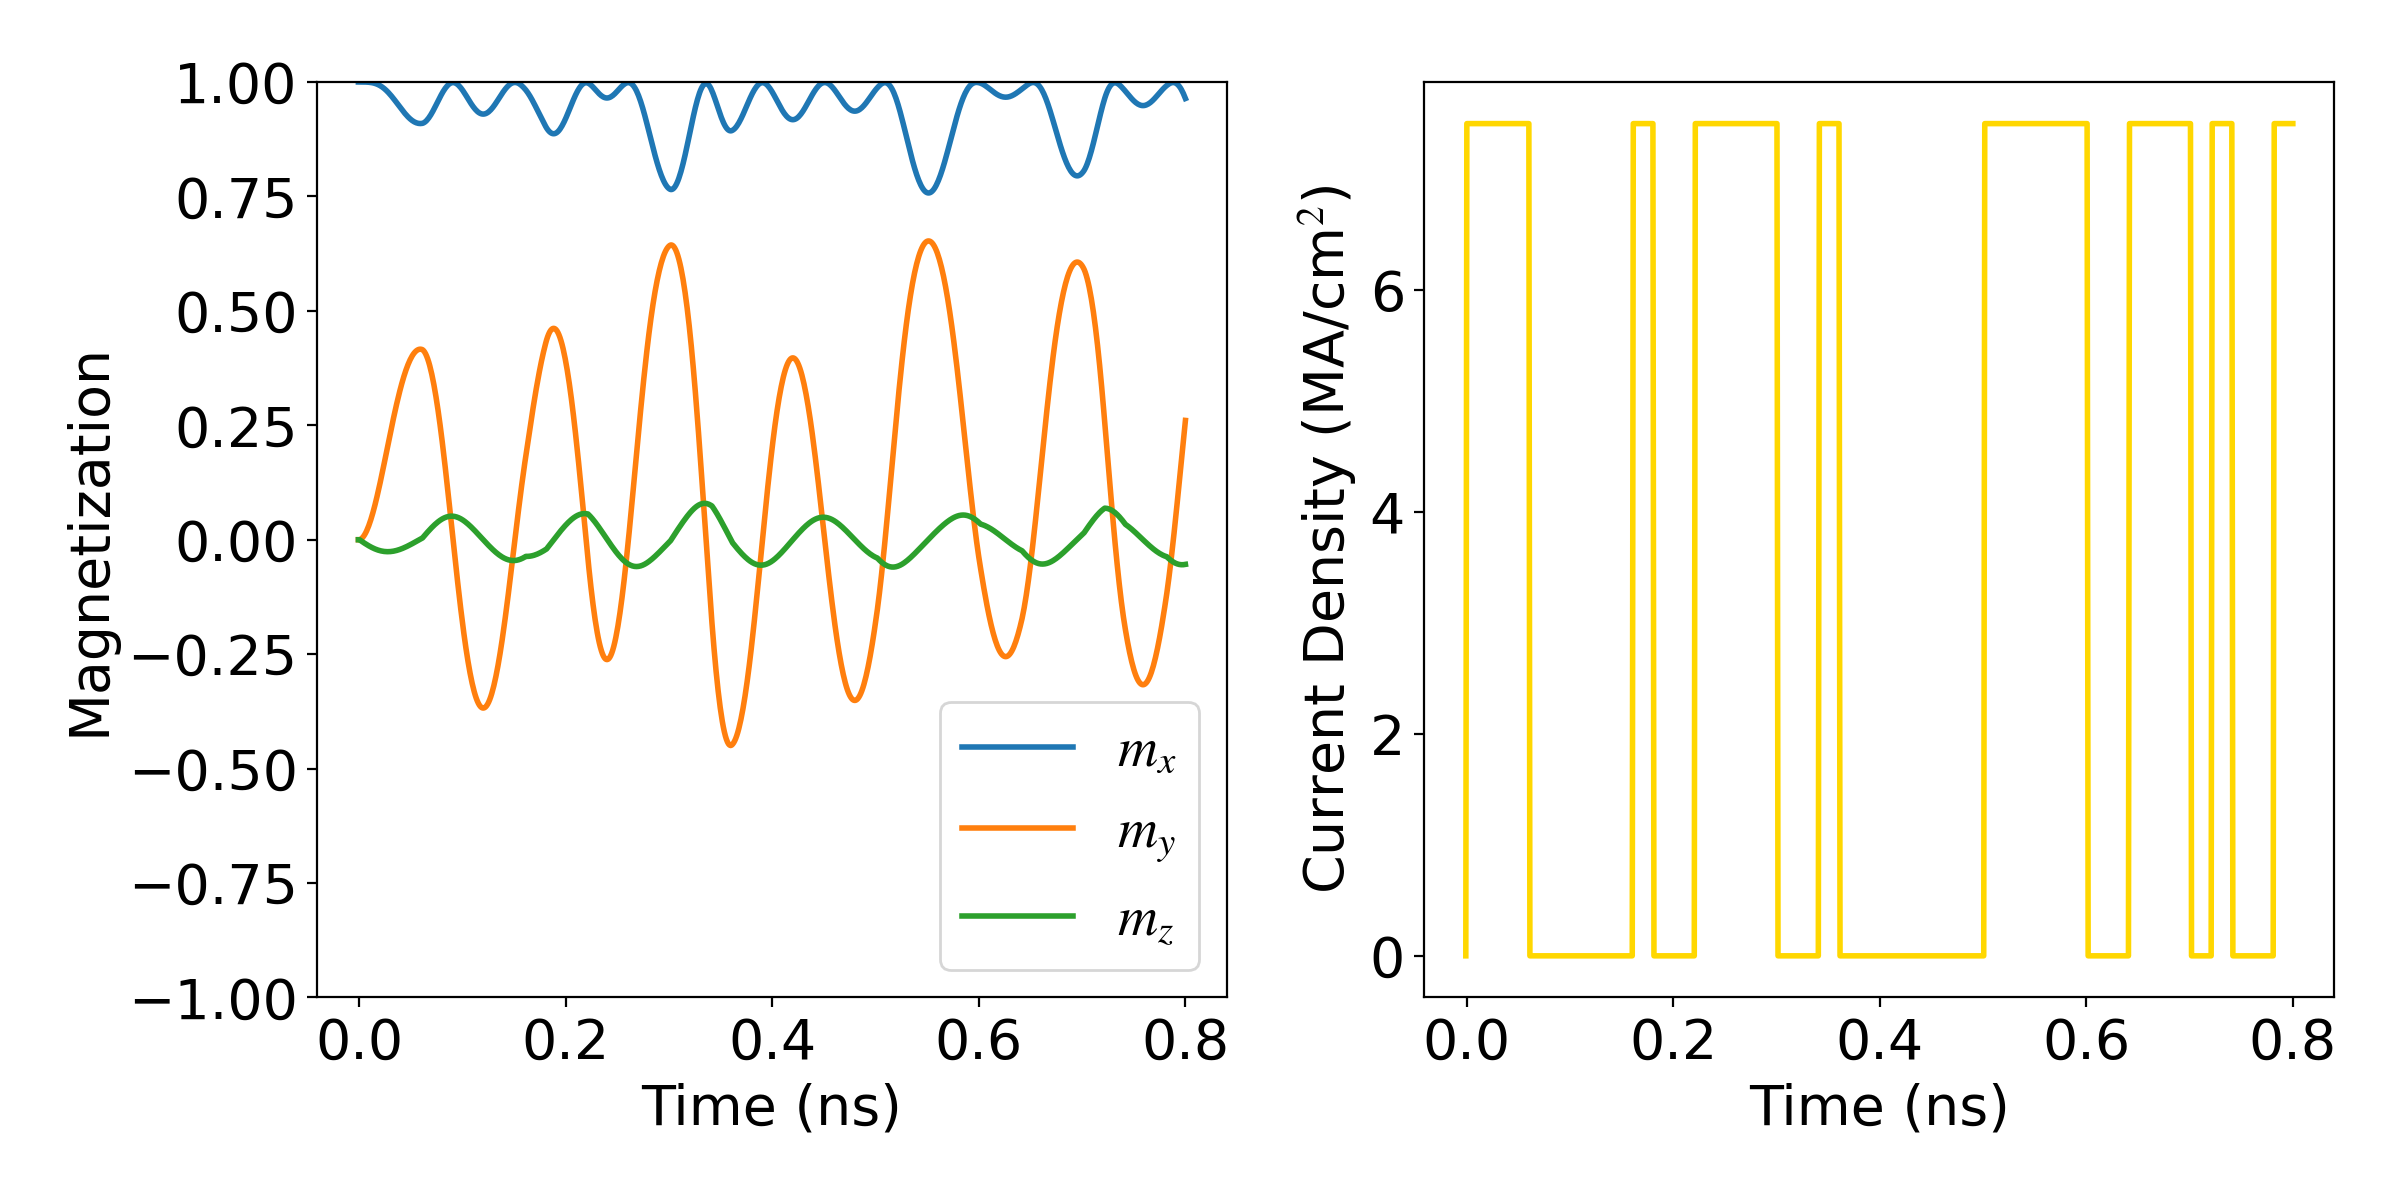 Magnetization
1.00
0.75
0.50
0.25
0.00
−0.25
−0.50
−0.75
−1.00
0.0 0.2 0.4 0.6 0.8
Time (ns)
m_x
m_y
m_z
Current Density (MA/cm²)
6
4
2
0
0.0 0.2 0.4 0.6 0.8
Time (ns)